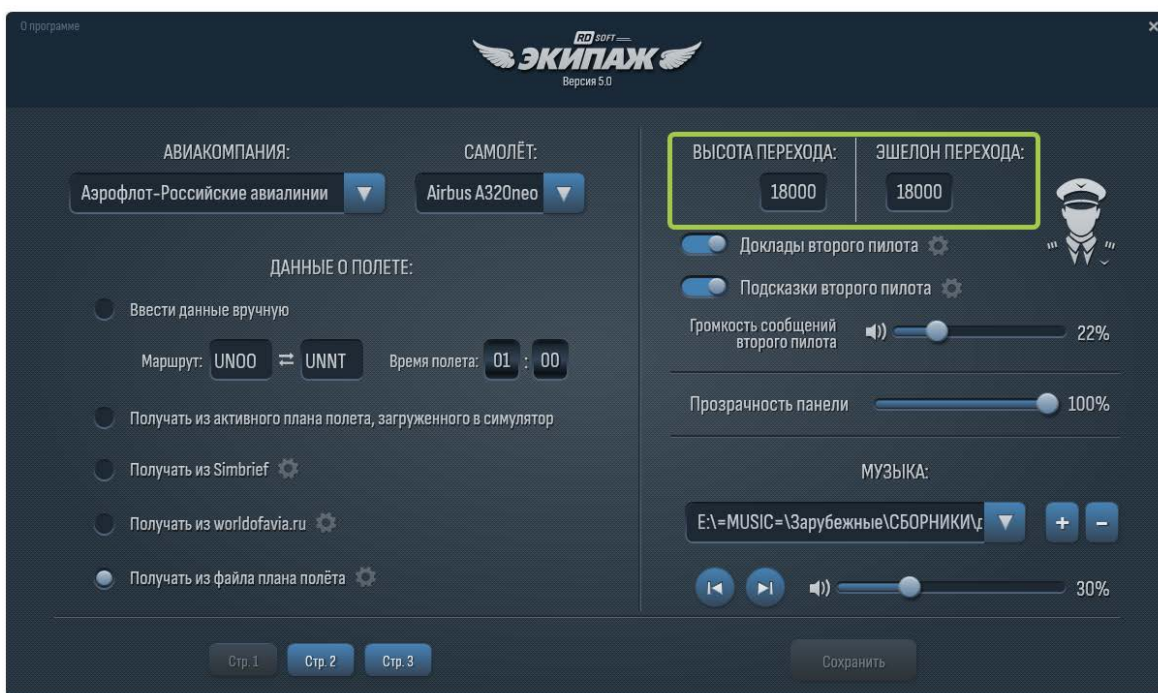 О программе
RD SOFT
ЭКИПАЖ
Версия 5.0
АВИАКОМПАНИЯ:
САМОЛЁТ:
Аэрофлот-Российские авиалинии
Airbus A320neo
ДАННЫЕ О ПОЛЕТЕ:
Ввести данные вручную
Маршрут: UNOO ⇄ UNNT Время полета: 01 : 00
Получать из активного плана полета, загруженного в симулятор
Получать из Simbrief
Получать из worldofavia.ru
Получать из файла плана полёта
ВЫСОТА ПЕРЕХОДА:
ЭШЕЛОН ПЕРЕХОДА:
18000
18000
Доклады второго пилота
Подсказки второго пилота
Громкость сообщений
второго пилота
22%
Прозрачность панели
100%
МУЗЫКА:
E:\=MUSIC=\Зарубежные\СБОРНИКИ\
+ -
30%
Стр. 1 Стр. 2 Стр. 3
Сохранить